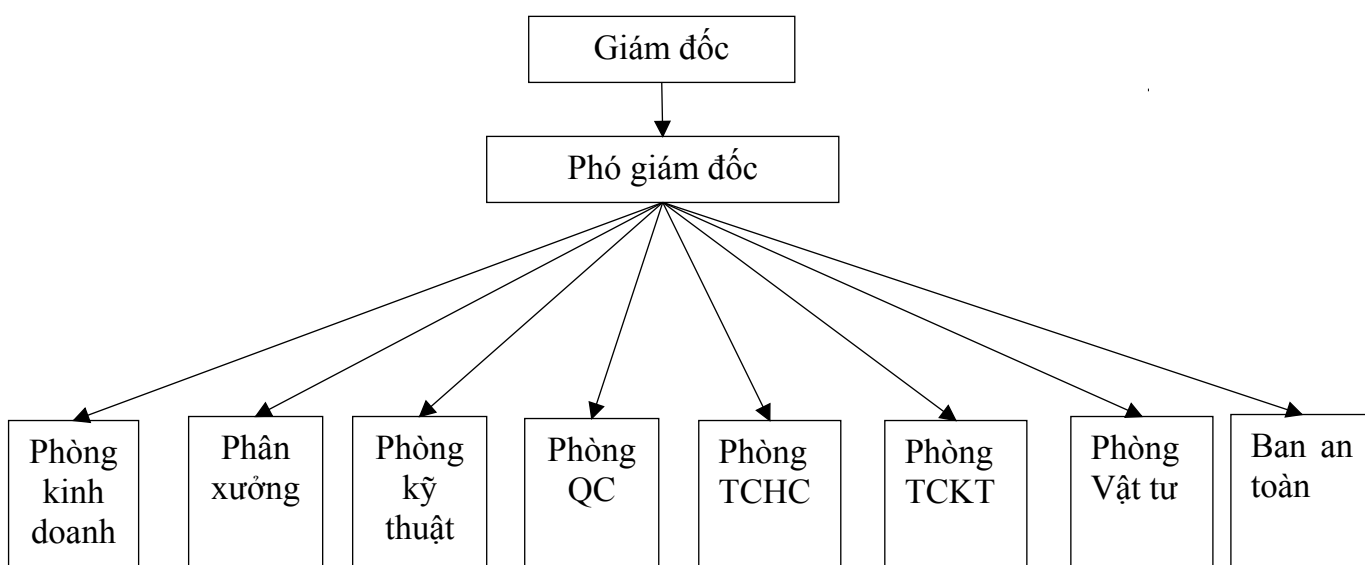 Giám đốc
Phó giám đốc
Phòng
kinh
doanh
Phân
xưởng
Phòng
kỹ
thuật
Phòng
QC
Phòng
TCHC
Phòng
TCKT
Phòng
Vật tư
Ban an
toàn